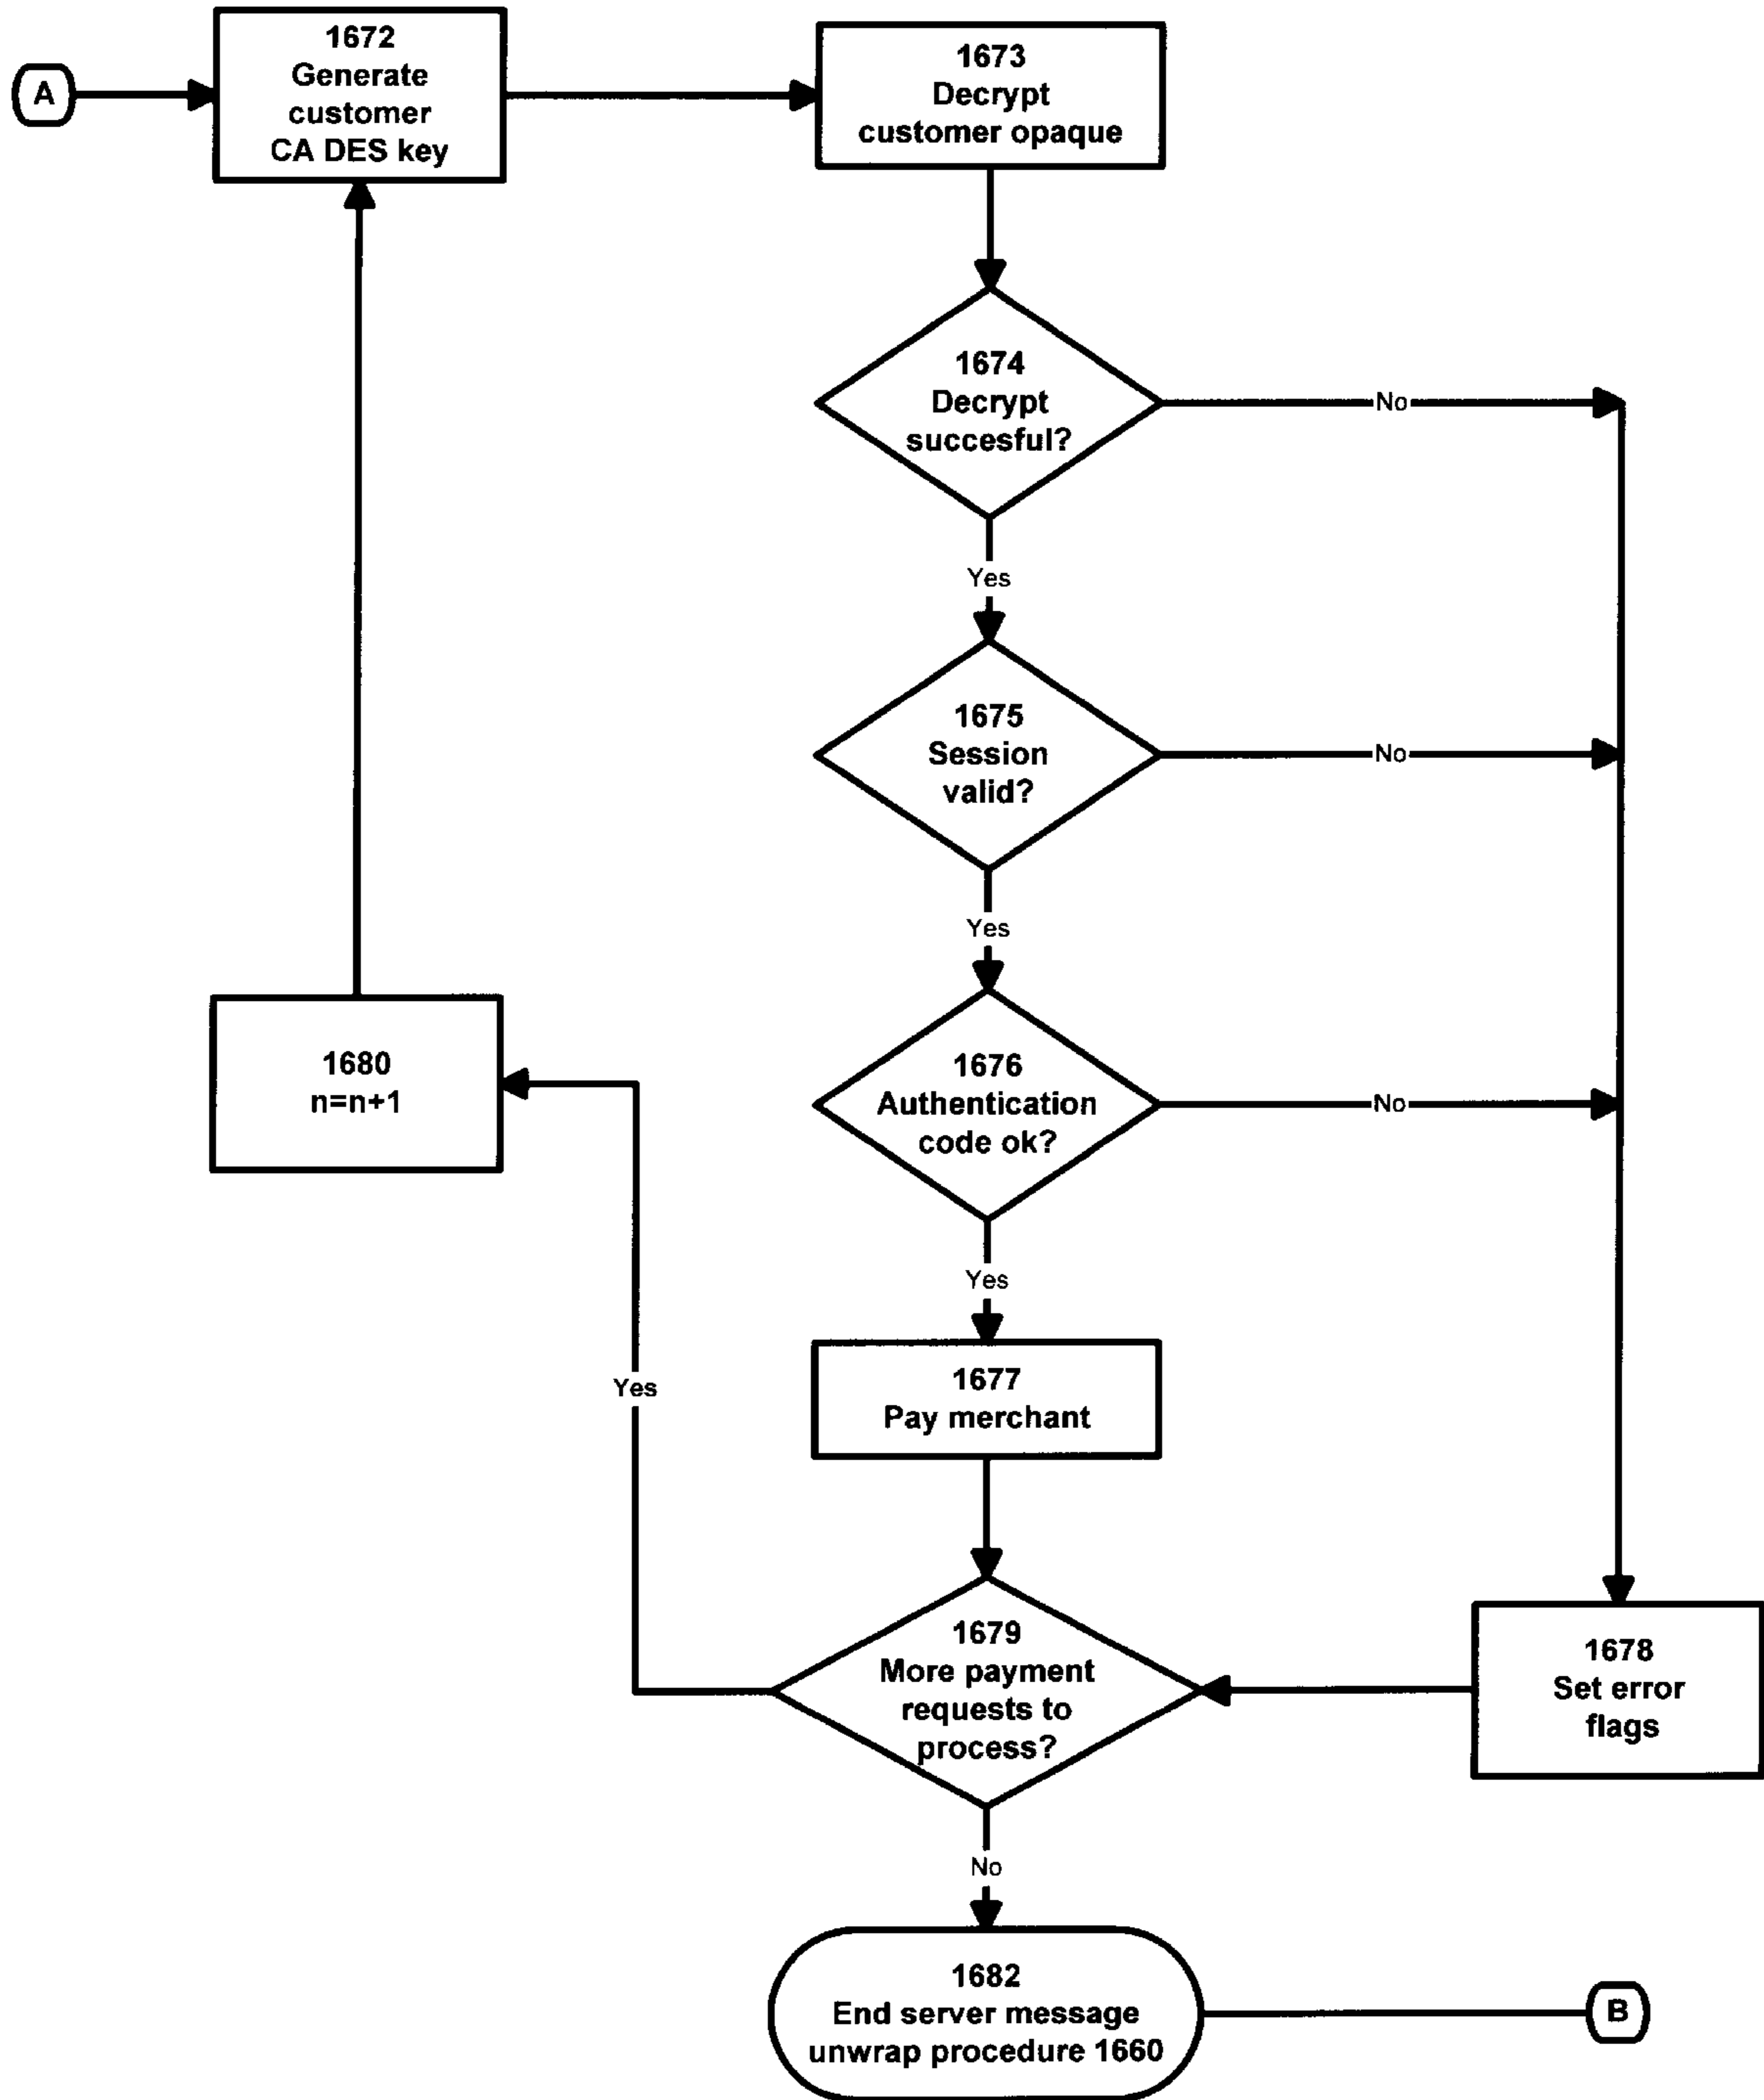 A
1672
Generate
customer
CA DES key
1673
Decrypt
customer opaque
1674
Decrypt
succesful?
No
Yes
1675
Session
valid?
No
Yes
1676
Authentication
code ok?
No
Yes
1680
n=n+1
1677
Pay merchant
Yes
1679
More payment
requests to
process?
1678
Set error
flags
No
1682
End server message
unwrap procedure 1660
B